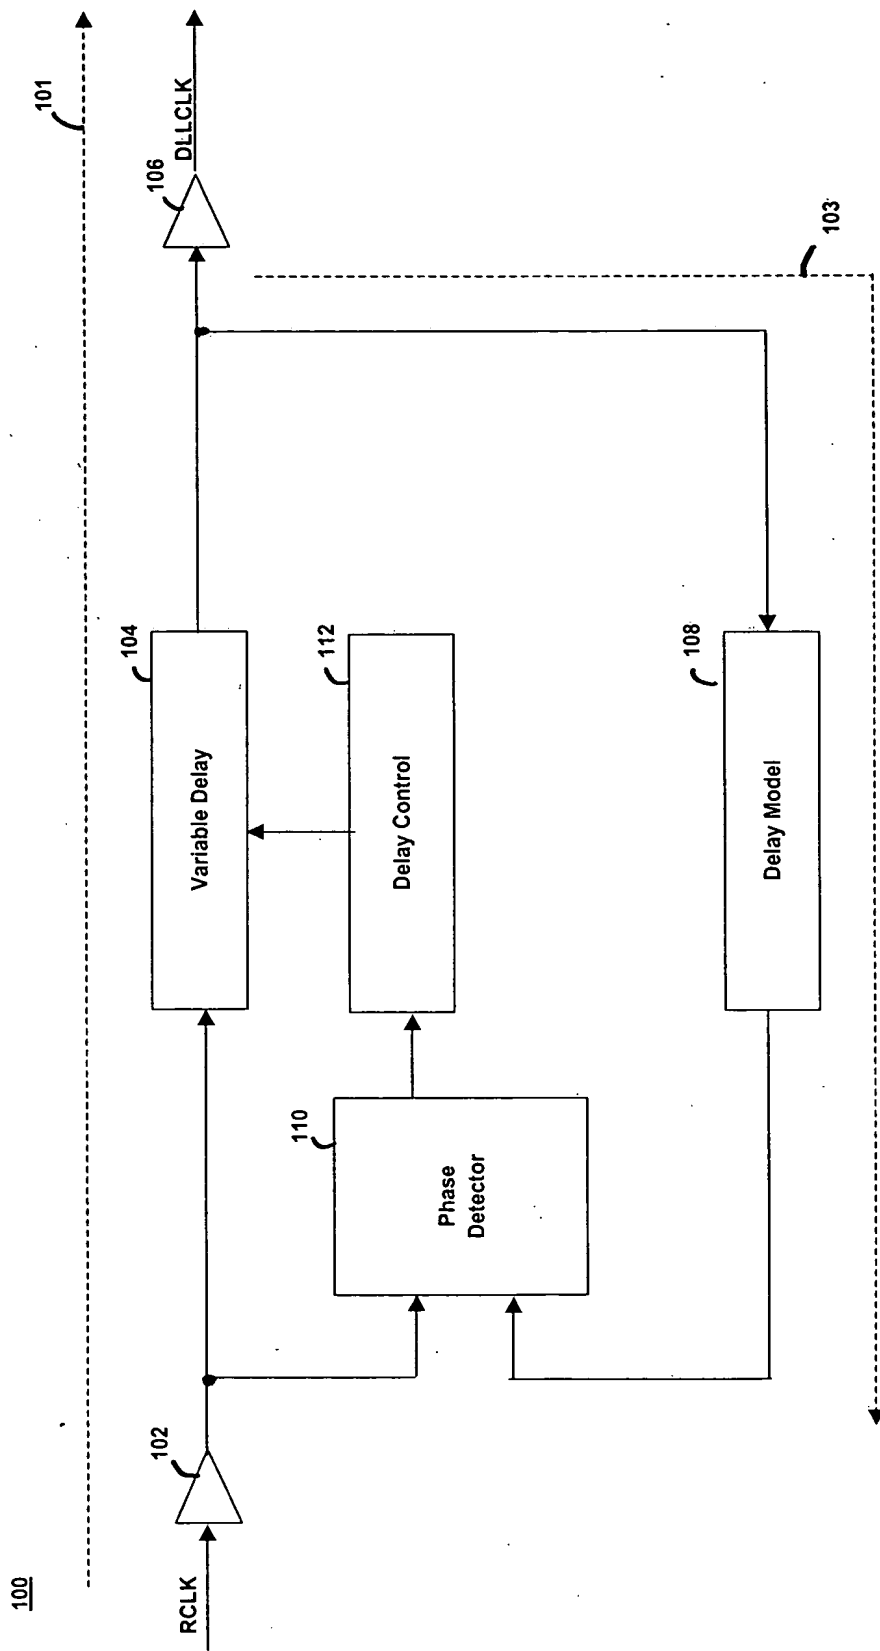 100
101
RCLK
102
104
Variable Delay
106
DLLCLK
110
Phase
Detector
112
Delay Control
103
108
Delay Model